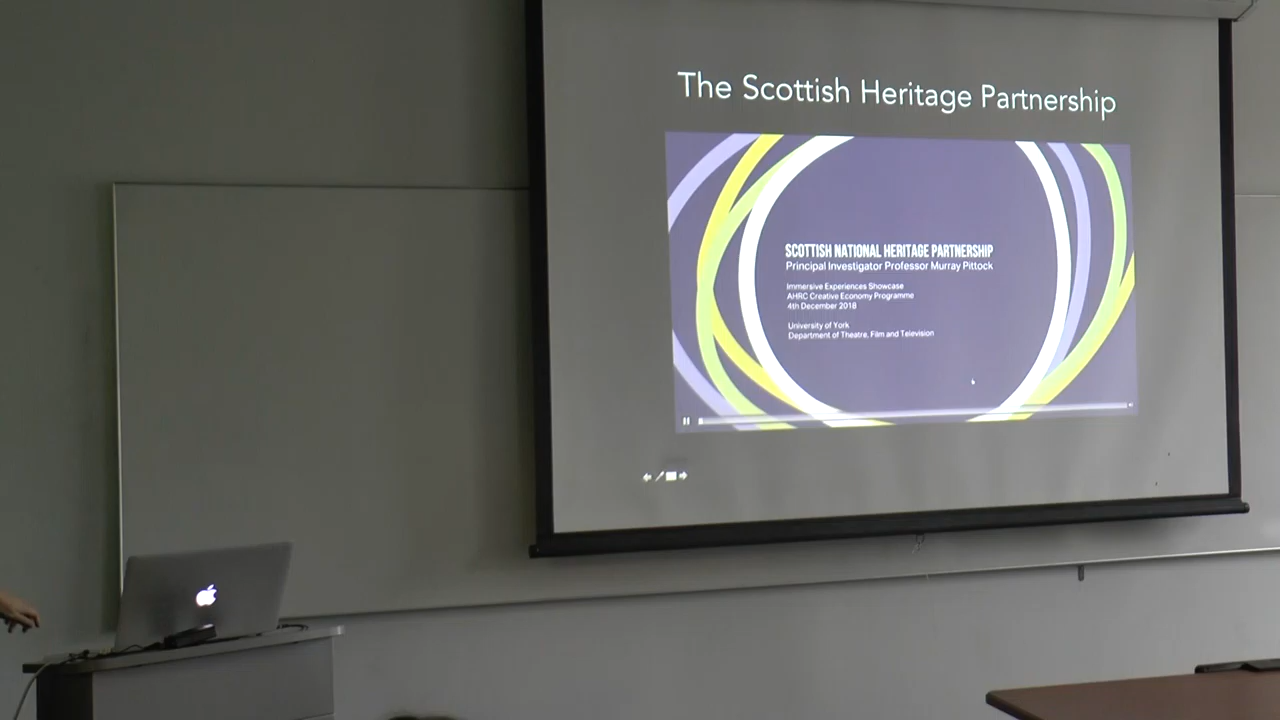 The Scottish Heritage Partnership
SCOTTISH NATIONAL HERITAGE PARTNERSHIP
Principal Investigator Professor Murray Pittock
Immersive Experiences Showcase
AHRC Creative Economy Programme
4th December 2018
University of York
Department of Theatre, Film and Television